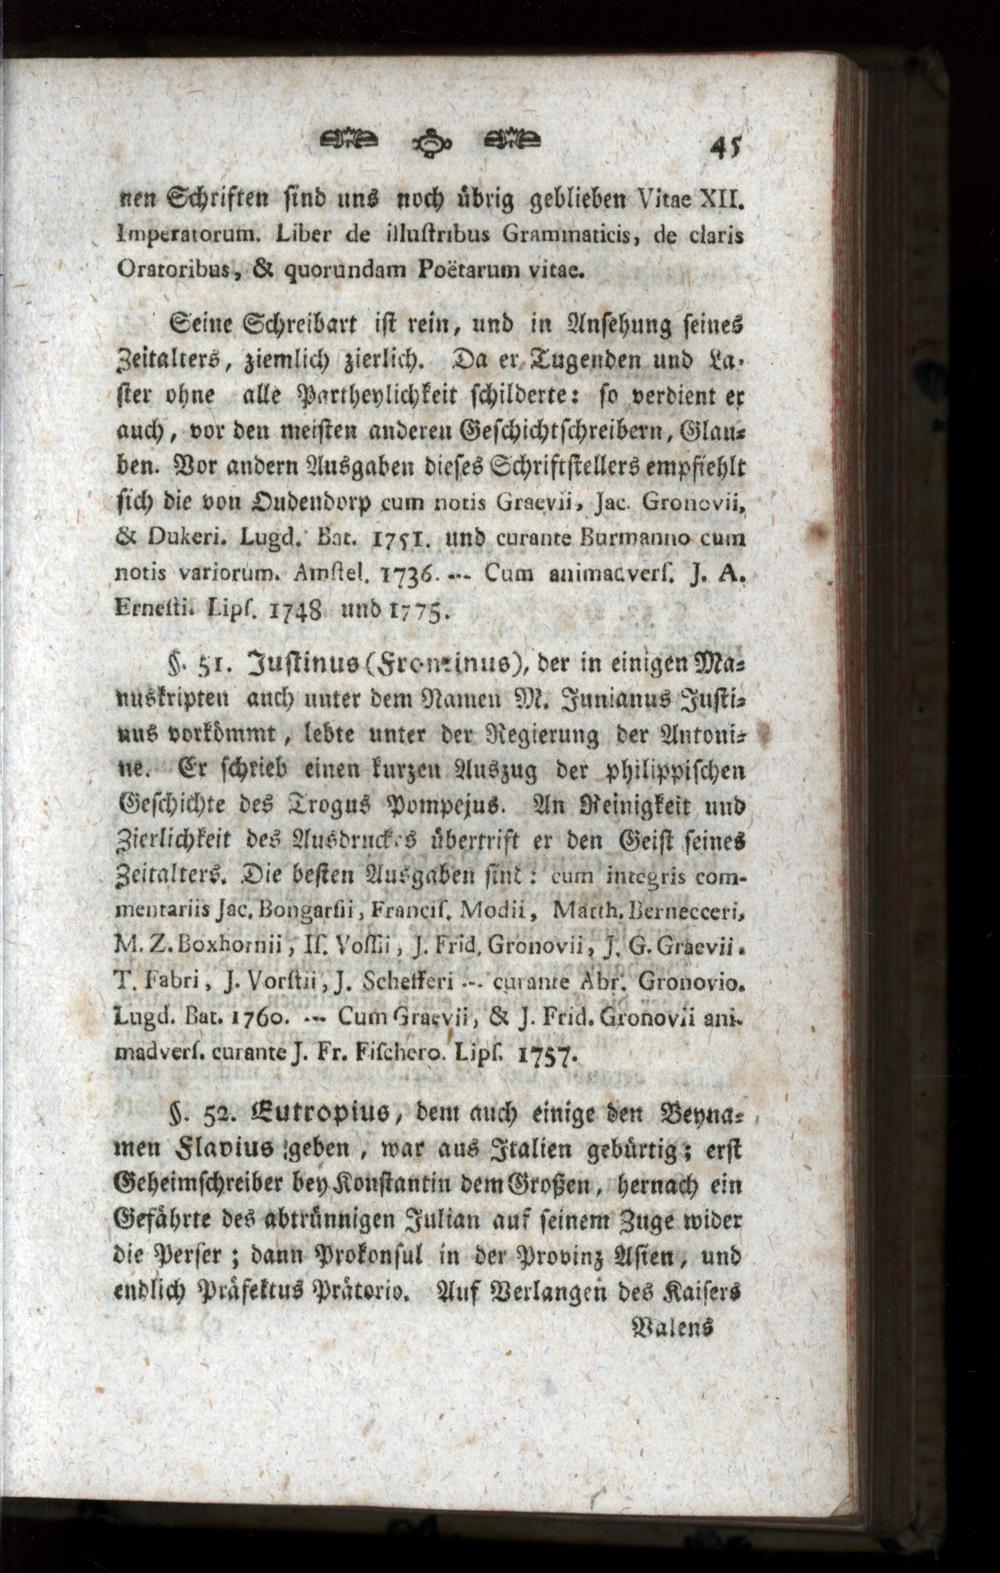 45
nen Schriften sind uns noch übrig geblieben Vitae XII.
Imperatorum. Liber de illustribus Grammaticis, de claris
Oratoribus, & quorundam Poëtarum vitae.
Seine Schreibart ist rein, und in Ansehung seines
Zeitalters, ziemlich zierlich. Da er Tugenden und La-
ster ohne alle Partheylichkeit schilderte: so verdient er
auch, vor den meisten anderen Geschichtschreibern, Glau-
ben. Vor andern Ausgaben dieses Schriftstellers empfiehlt
sich die von Oudendorp cum notis Graevii, Jac. Gronovii,
& Dukeri. Lugd. Bat. 1751. und curante Burmanno cum
notis variorum. Amstel. 1736. --- Cum animadvers. J. A.
Ernesti. Lips. 1748 und 1775.
§. 51. Justinus (Frontinus), der in einigen Ma-
nuskripten auch unter dem Namen M. Junianus Justi-
nus vorkömmt, lebte unter der Regierung der Antoni-
ne. Er schrieb einen kurzen Auszug der philippischen
Geschichte des Trogus Pompejus. An Reinigkeit und
Zierlichkeit des Ausdruckes übertrift er den Geist seines
Zeitalters. Die besten Ausgaben sind: cum integris com-
mentariis Jac. Bongarsii, Francis. Modii, Matth. Bernecceri,
M. Z. Boxhornii, Is. Vossii, J. Frid. Gronovii, J. G. Graevii.
T. Fabri, J. Vorstii, J. Schefferi --- curante Abr. Gronovio.
Lugd. Bat. 1760. --- Cum Graevii, & J. Frid. Gronovii ani-
madvers. curante J. Fr. Fischero. Lips. 1757.
§. 52. Eutropius, dem auch einige den Beyna-
men Flavius geben, war aus Italien gebürtig; erst
Geheimschreiber bey Konstantin dem Großen, hernach ein
Gefährte des abtrünnigen Julian auf seinem Zuge wider
die Perser; dann Prokonsul in der Provinz Asien, und
endlich Präfektus Prätorio. Auf Verlangen des Kaisers
Valens